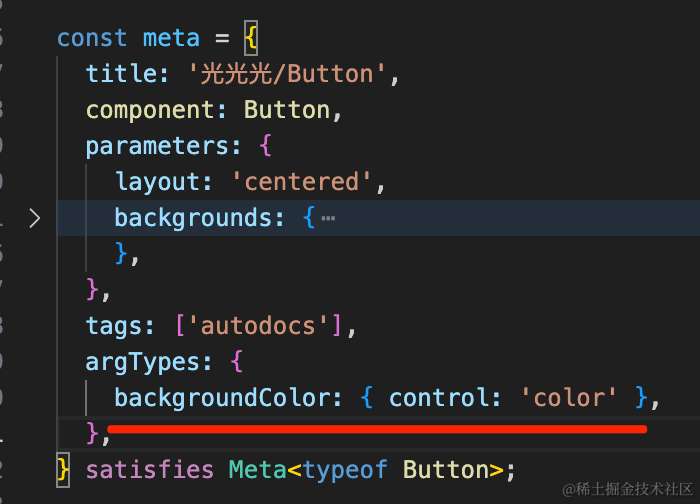 const meta = {
  title: '光光光/Button',
  component: Button,
  parameters: {
    layout: 'centered',
    backgrounds: {⋯
    },
  },
  tags: ['autodocs'],
  argTypes: {
    backgroundColor: { control: 'color' },
  },
} satisfies Meta<typeof Button>;
@稀土掘金技术社区